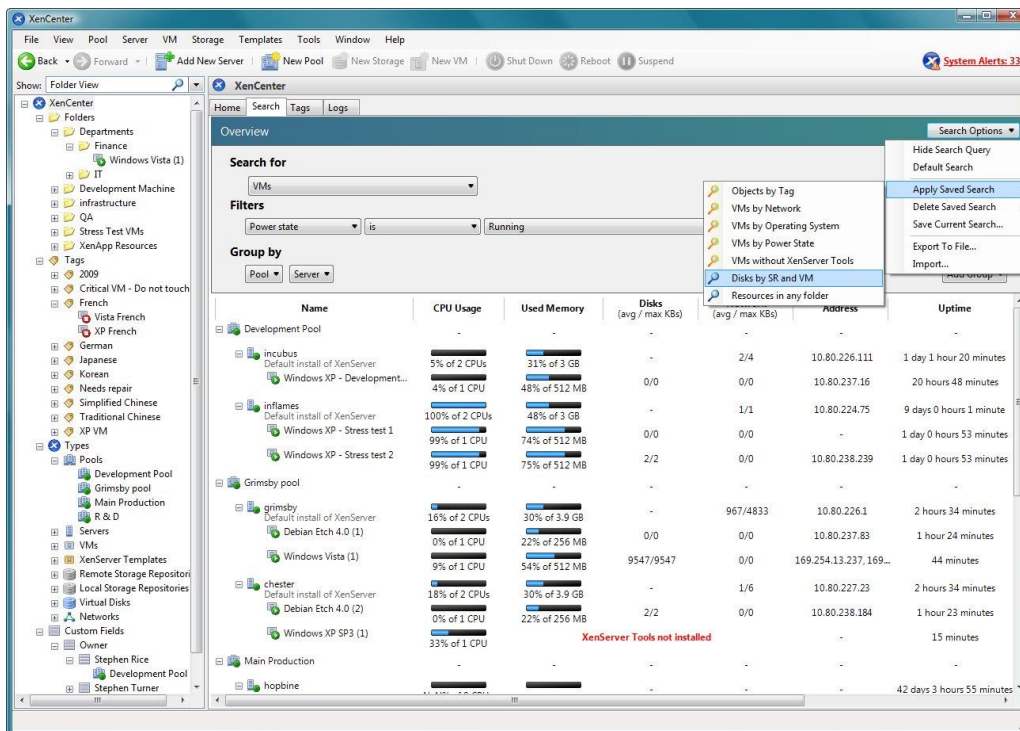 XenCenter
File View Pool Server VM Storage Templates Tools Window Help
Back Forward Add New Server New Pool New Storage New VM Shut Down Reboot Suspend System Alerts: 33
Show: Folder View
XenCenter
Folders
Departments
Finance
Windows Vista (1)
IT
Development Machine
infrastructure
QA
Stress Test VMs
XenApp Resources
Tags
2009
Critical VM - Do not touch
French
Vista French
XP French
German
Japanese
Korean
Needs repair
Simplified Chinese
Traditional Chinese
XP VM
Types
Pools
Development Pool
Grimsby pool
Main Production
R & D
Servers
VMs
XenServer Templates
Remote Storage Repositori
Local Storage Repositories
Virtual Disks
Networks
Custom Fields
Owner
Stephen Rice
Development Pool
Stephen Turner
XenCenter
Home Search Tags Logs
Overview
Search Options
Hide Search Query
Default Search
Apply Saved Search
Delete Saved Search
Save Current Search...
Export To File...
Import...
Objects by Tag
VMs by Network
VMs by Operating System
VMs by Power State
VMs without XenServer Tools
Disks by SR and VM
Resources in any folder
Search for
VMs
Filters
Power state is Running
Group by
Pool Server
Name CPU Usage Used Memory Disks Address Uptime
(avg / max KBs) (avg / max KBs)
Development Pool - - - - - -
incubus
Default install of XenServer 5% of 2 CPUs 31% of 3 GB - 2/4 10.80.226.111 1 day 1 hour 20 minutes
Windows XP - Development... 4% of 1 CPU 48% of 512 MB 0/0 0/0 10.80.237.16 20 hours 48 minutes
inflames
Default install of XenServer 100% of 2 CPUs 48% of 3 GB - 1/1 10.80.224.75 9 days 0 hours 1 minute
Windows XP - Stress test 1 99% of 1 CPU 74% of 512 MB 0/0 0/0 - 1 day 0 hours 53 minutes
Windows XP - Stress test 2 99% of 1 CPU 75% of 512 MB 2/2 0/0 10.80.238.239 1 day 0 hours 53 minutes
Grimsby pool - - - - - -
grimsby
Default install of XenServer 16% of 2 CPUs 30% of 3.9 GB - 967/4833 10.80.226.1 2 hours 34 minutes
Debian Etch 4.0 (1) 0% of 1 CPU 22% of 256 MB 0/0 0/0 10.80.237.83 1 hour 24 minutes
Windows Vista (1) 9% of 1 CPU 54% of 512 MB 9547/9547 0/0 169.254.13.237, 169... 44 minutes
chester
Default install of XenServer 18% of 2 CPUs 30% of 3.9 GB - 1/6 10.80.227.23 2 hours 34 minutes
Debian Etch 4.0 (2) 0% of 1 CPU 22% of 256 MB 2/2 0/0 10.80.238.184 1 hour 23 minutes
Windows XP SP3 (1) 33% of 1 CPU XenServer Tools not installed - 15 minutes
Main Production - - - - - -
hopbine - - - 42 days 3 hours 55 minutes